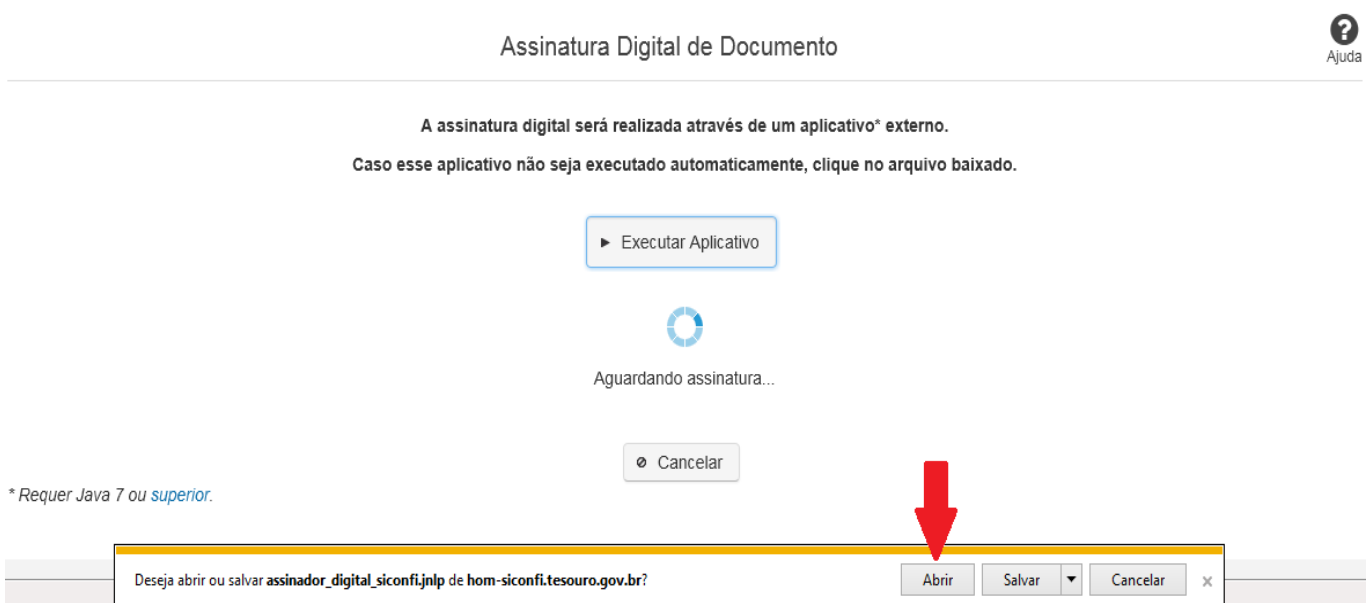 Assinatura Digital de Documento
Ajuda
A assinatura digital será realizada através de um aplicativo* externo.
Caso esse aplicativo não seja executado automaticamente, clique no arquivo baixado.
Executar Aplicativo
Aguardando assinatura...
Cancelar
* Requer Java 7 ou superior.
Deseja abrir ou salvar assinador_digital_siconfi.jnlp de hom-siconfi.tesouro.gov.br?
Abrir
Salvar
Cancelar